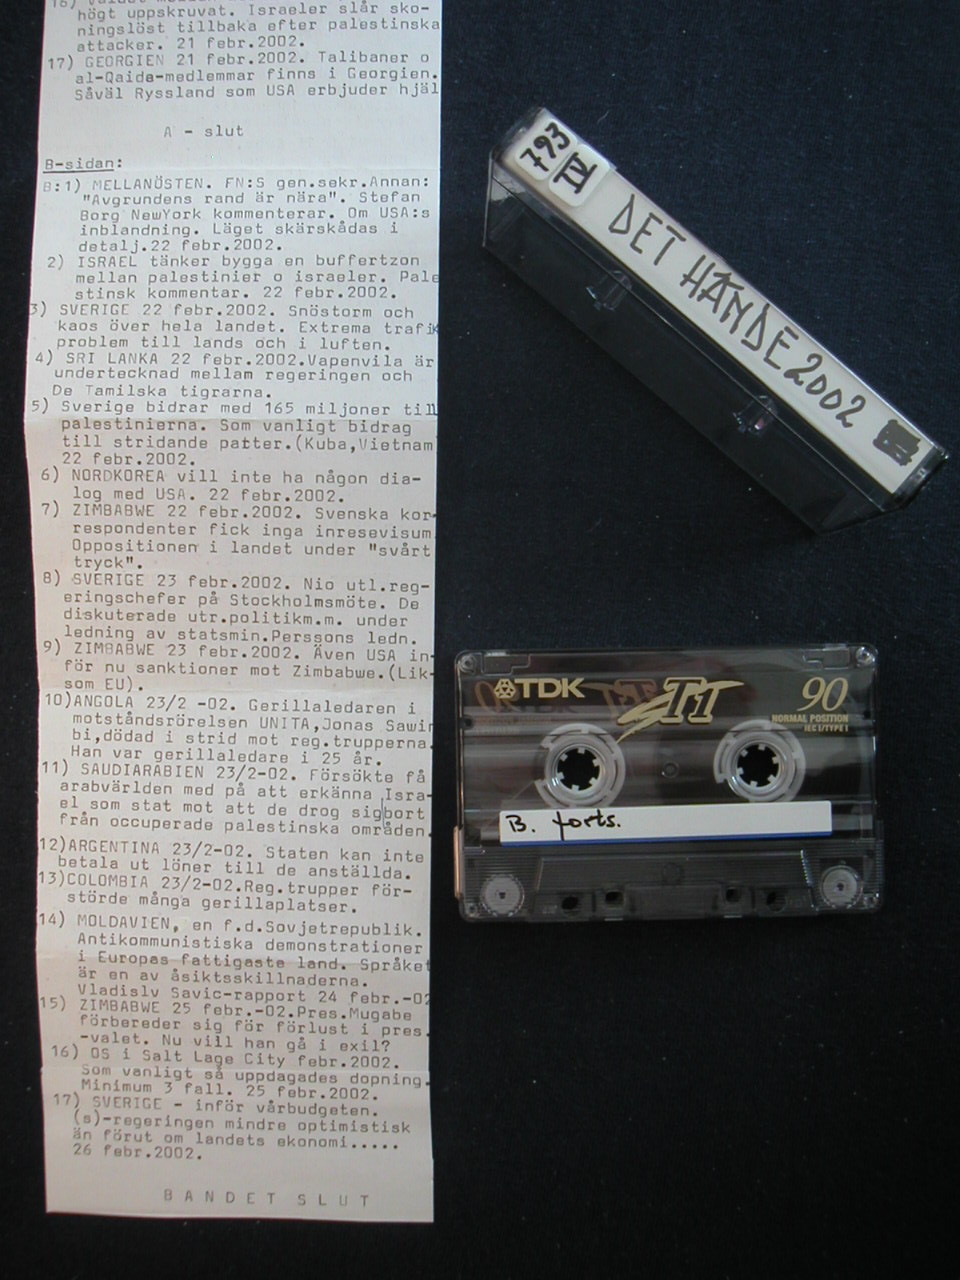 högt uppskruvat. Israeler slår sko-
ningslöst tillbaka efter palestinska
attacker. 21 febr.2002.
17) GEORGIEN 21 febr.2002. Talibaner o
al-Qaida-medlemmar finns i Georgien.
Såväl Ryssland som USA erbjuder hjäl
A - slut
B-sidan:
B:1) MELLANÖSTEN. FN:S gen.sekr.Annan:
"Avgrundens rand är nära". Stefan
Borg NewYork kommenterar. Om USA:s
inblandning. Läget skärskådas i
detalj.22 febr.2002.
2) ISRAEL tänker bygga en buffertzon
mellan palestinier o israeler. Pale
stinsk kommentar. 22 febr.2002.
3) SVERIGE 22 febr.2002. Snöstorm och
kaos över hela landet. Extrema trafik
problem till lands och i luften.
4) SRI LANKA 22 febr.2002.Vapenvila är
undertecknad mellam regeringen och
De Tamilska tigrarna.
5) Sverige bidrar med 165 miljoner till
palestinierna. Som vanligt bidrag
till stridande patter.(Kuba,Vietnam
22 febr.2002.
6) NORDKOREA vill inte ha någon dia-
log med USA. 22 febr.2002.
7) ZIMBABWE 22 febr.2002. Svenska kor-
respondenter fick inga inresevisum
Oppositionen i landet under "svårt
tryck".
8) SVERIGE 23 febr.2002. Nio utl.reg-
eringschefer på Stockholmsmöte. De
diskuterade utr.politikm.m. under
ledning av statsmin.Perssons ledn.
9) ZIMBABWE 23 febr.2002. Även USA in-
för nu sanktioner mot Zimbabwe.(Lik-
som EU).
10)ANGOLA 23/2 -02. Gerillaledaren i
motståndsrörelsen UNITA,Jonas Sawim
bi,dödad i strid mot reg.trupperna.
Han var gerillaledare i 25 år.
11) SAUDIARABIEN 23/2-02. Försökte få
arabvärlden med på att erkänna Isra-
el som stat mot att de drog sig bort
från occuperade palestinska områden.
12)ARGENTINA 23/2-02. Staten kan inte
betala ut löner till de anställda.
13)COLOMBIA 23/2-02.Reg.trupper för-
störde många gerillaplatser.
14) MOLDAVIEN, en f.d.Sovjetrepublik.
Antikommunistiska demonstrationer
i Europas fattigaste land. Språket
är en av åsiktsskillnaderna.
Vladislv Savic-rapport 24 febr.-02
15) ZIMBABWE 25 febr.-02.Pres.Mugabe
förbereder sig för förlust i pres.
-valet. Nu vill han gå i exil?
16) OS i Salt Lage City febr.2002.
Som vanligt så uppdagades dopning.
Minimum 3 fall. 25 febr.2002.
17) SVERIGE - inför vårbudgeten.
(s)-regeringen mindre optimistisk
än förut om landets ekonomi.....
26 febr.2002.
BANDET SLUT
793
IV
DET HÄNDE 2002
TDK
90
NORMAL POSITION
IEC I/TYPE I
B. forts.